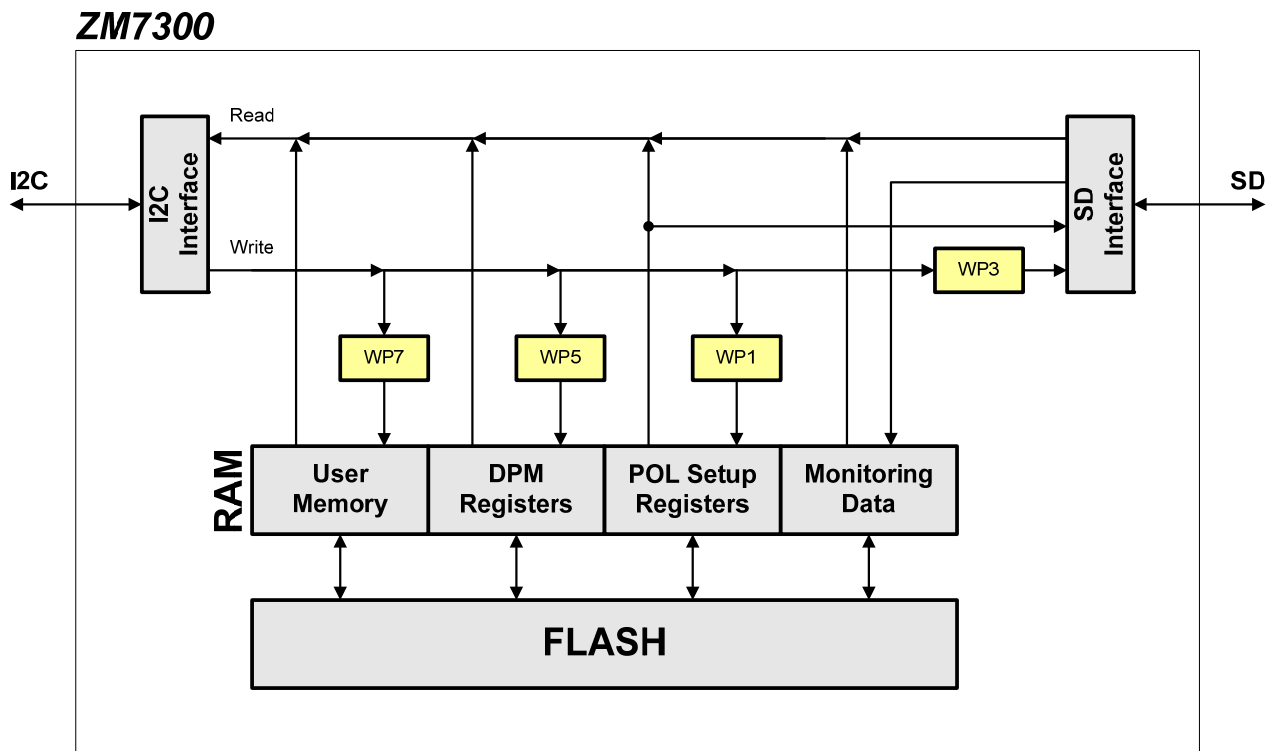 ZM7300
Read
I2C
I2C
Interface
SD
Interface
SD
Write
WP3
WP7
WP5
WP1
RAM
User
Memory
DPM
Registers
POL Setup
Registers
Monitoring
Data
FLASH